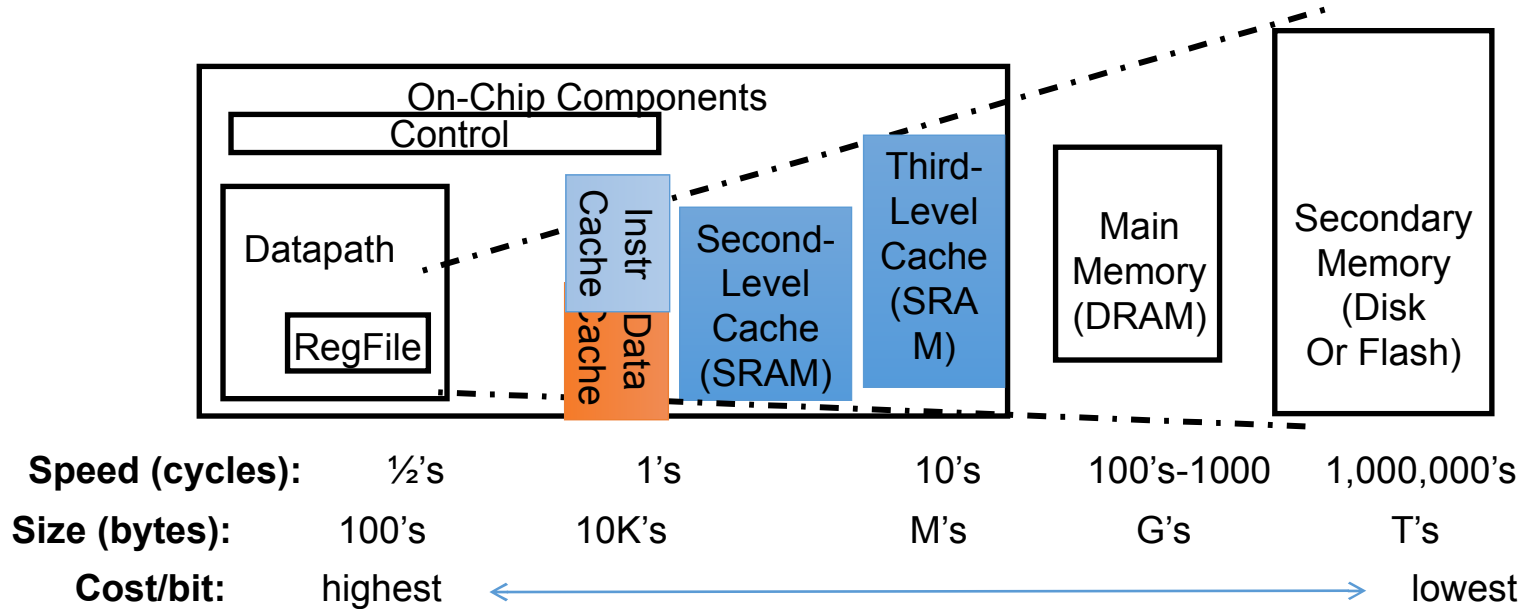 On-Chip Components
Control
Datapath
RegFile
Instr
Cache
Data
Cache
Second-
Level
Cache
(SRAM)
Third-
Level
Cache
(SRA
M)
Main
Memory
(DRAM)
Secondary
Memory
(Disk
Or Flash)
Speed (cycles): ½’s 1’s 10’s 100’s-1000 1,000,000’s
Size (bytes): 100’s 10K’s M’s G’s T’s
Cost/bit: highest lowest